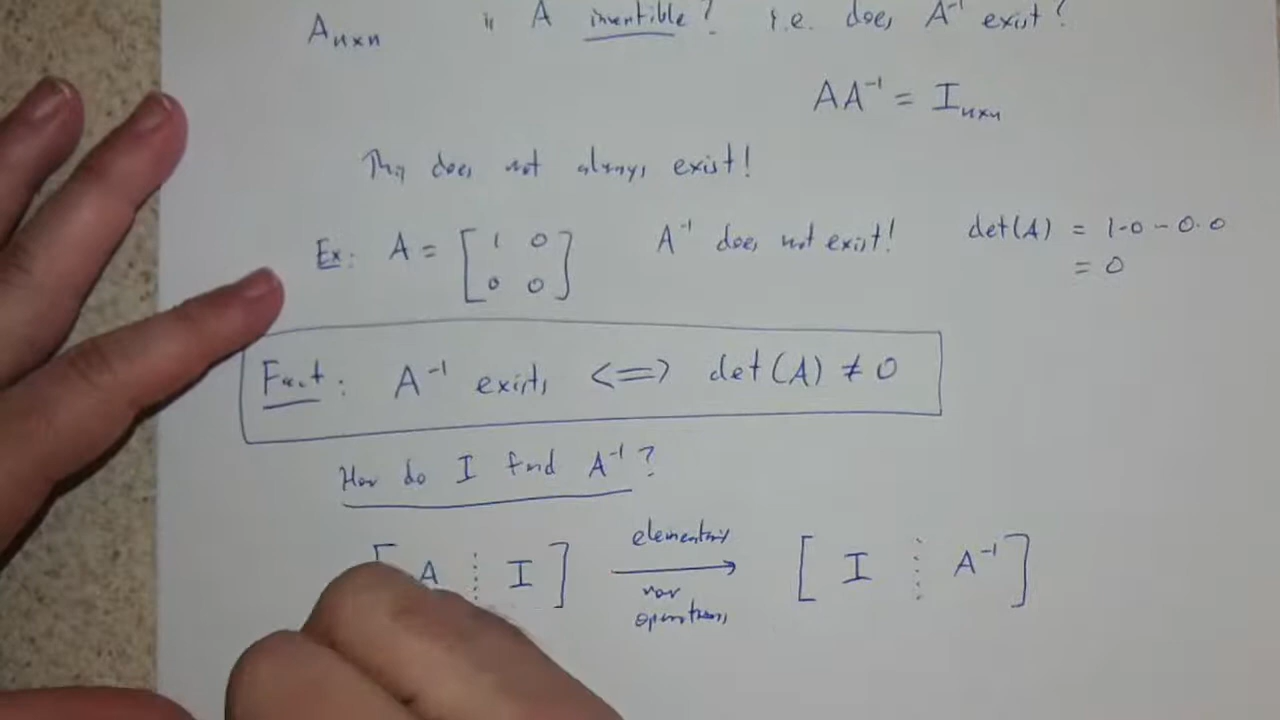 A_{n×n} is A invertible? i.e. does A⁻¹ exist?
AA⁻¹ = I_{n×n}
This does not always exist!
Ex: A = [1 0
0 0] A⁻¹ does not exist! det(A) = 1·0 - 0·0
= 0
Fact: A⁻¹ exists <=> det(A) ≠ 0
How do I find A⁻¹?
elementary
[A ⋮ I] → [I ⋮ A⁻¹]
row
operations